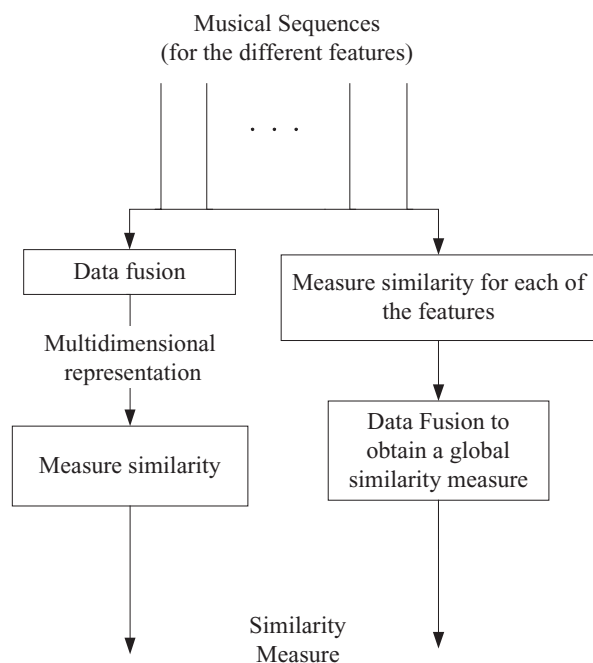 Musical Sequences
(for the different features)
. . .
Data fusion
Measure similarity for each of
the features
Multidimensional
representation
Data Fusion to
obtain a global
similarity measure
Measure similarity
Similarity
Measure